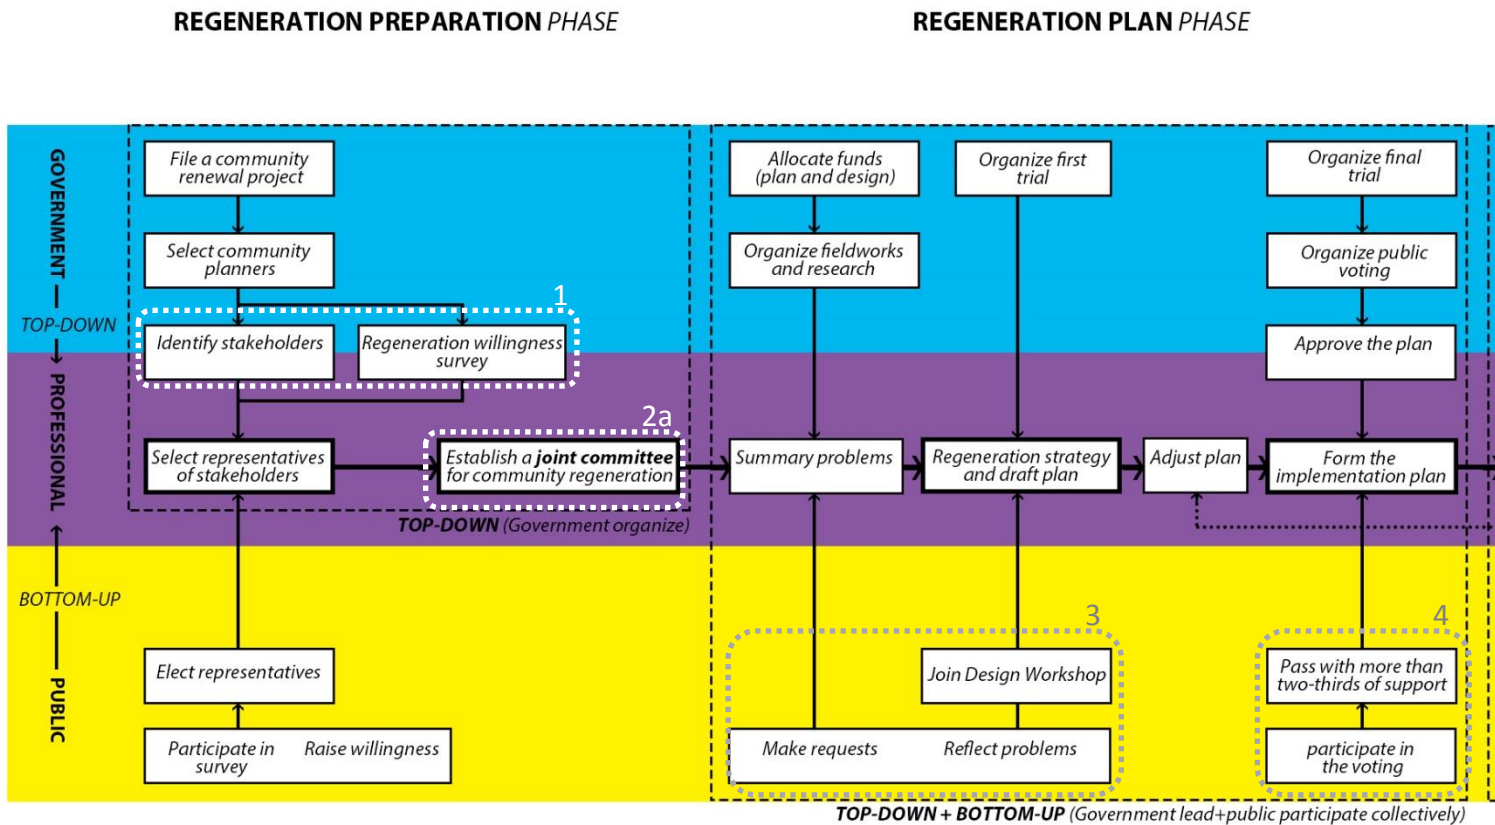 REGENERATION PREPARATION PHASE
REGENERATION PLAN PHASE
GOVERNMENT
TOP-DOWN
PROFESSIONAL
BOTTOM-UP
PUBLIC
File a community
renewal project
Select community
planners
1
Identify stakeholders
Regeneration willingness
survey
2a
Select representatives
of stakeholders
Establish a joint committee
for community regeneration
TOP-DOWN (Government organize)
Elect representatives
Participate in
survey
Raise willingness
Allocate funds
(plan and design)
Organize first
trial
Organize final
trial
Organize fieldworks
and research
Organize public
voting
Approve the plan
Summary problems
Regeneration strategy
and draft plan
Adjust plan
Form the
implementation plan
3
4
Join Design Workshop
Pass with more than
two-thirds of support
Make requests
Reflect problems
participate in
the voting
TOP-DOWN + BOTTOM-UP (Government lead+public participate collectively)